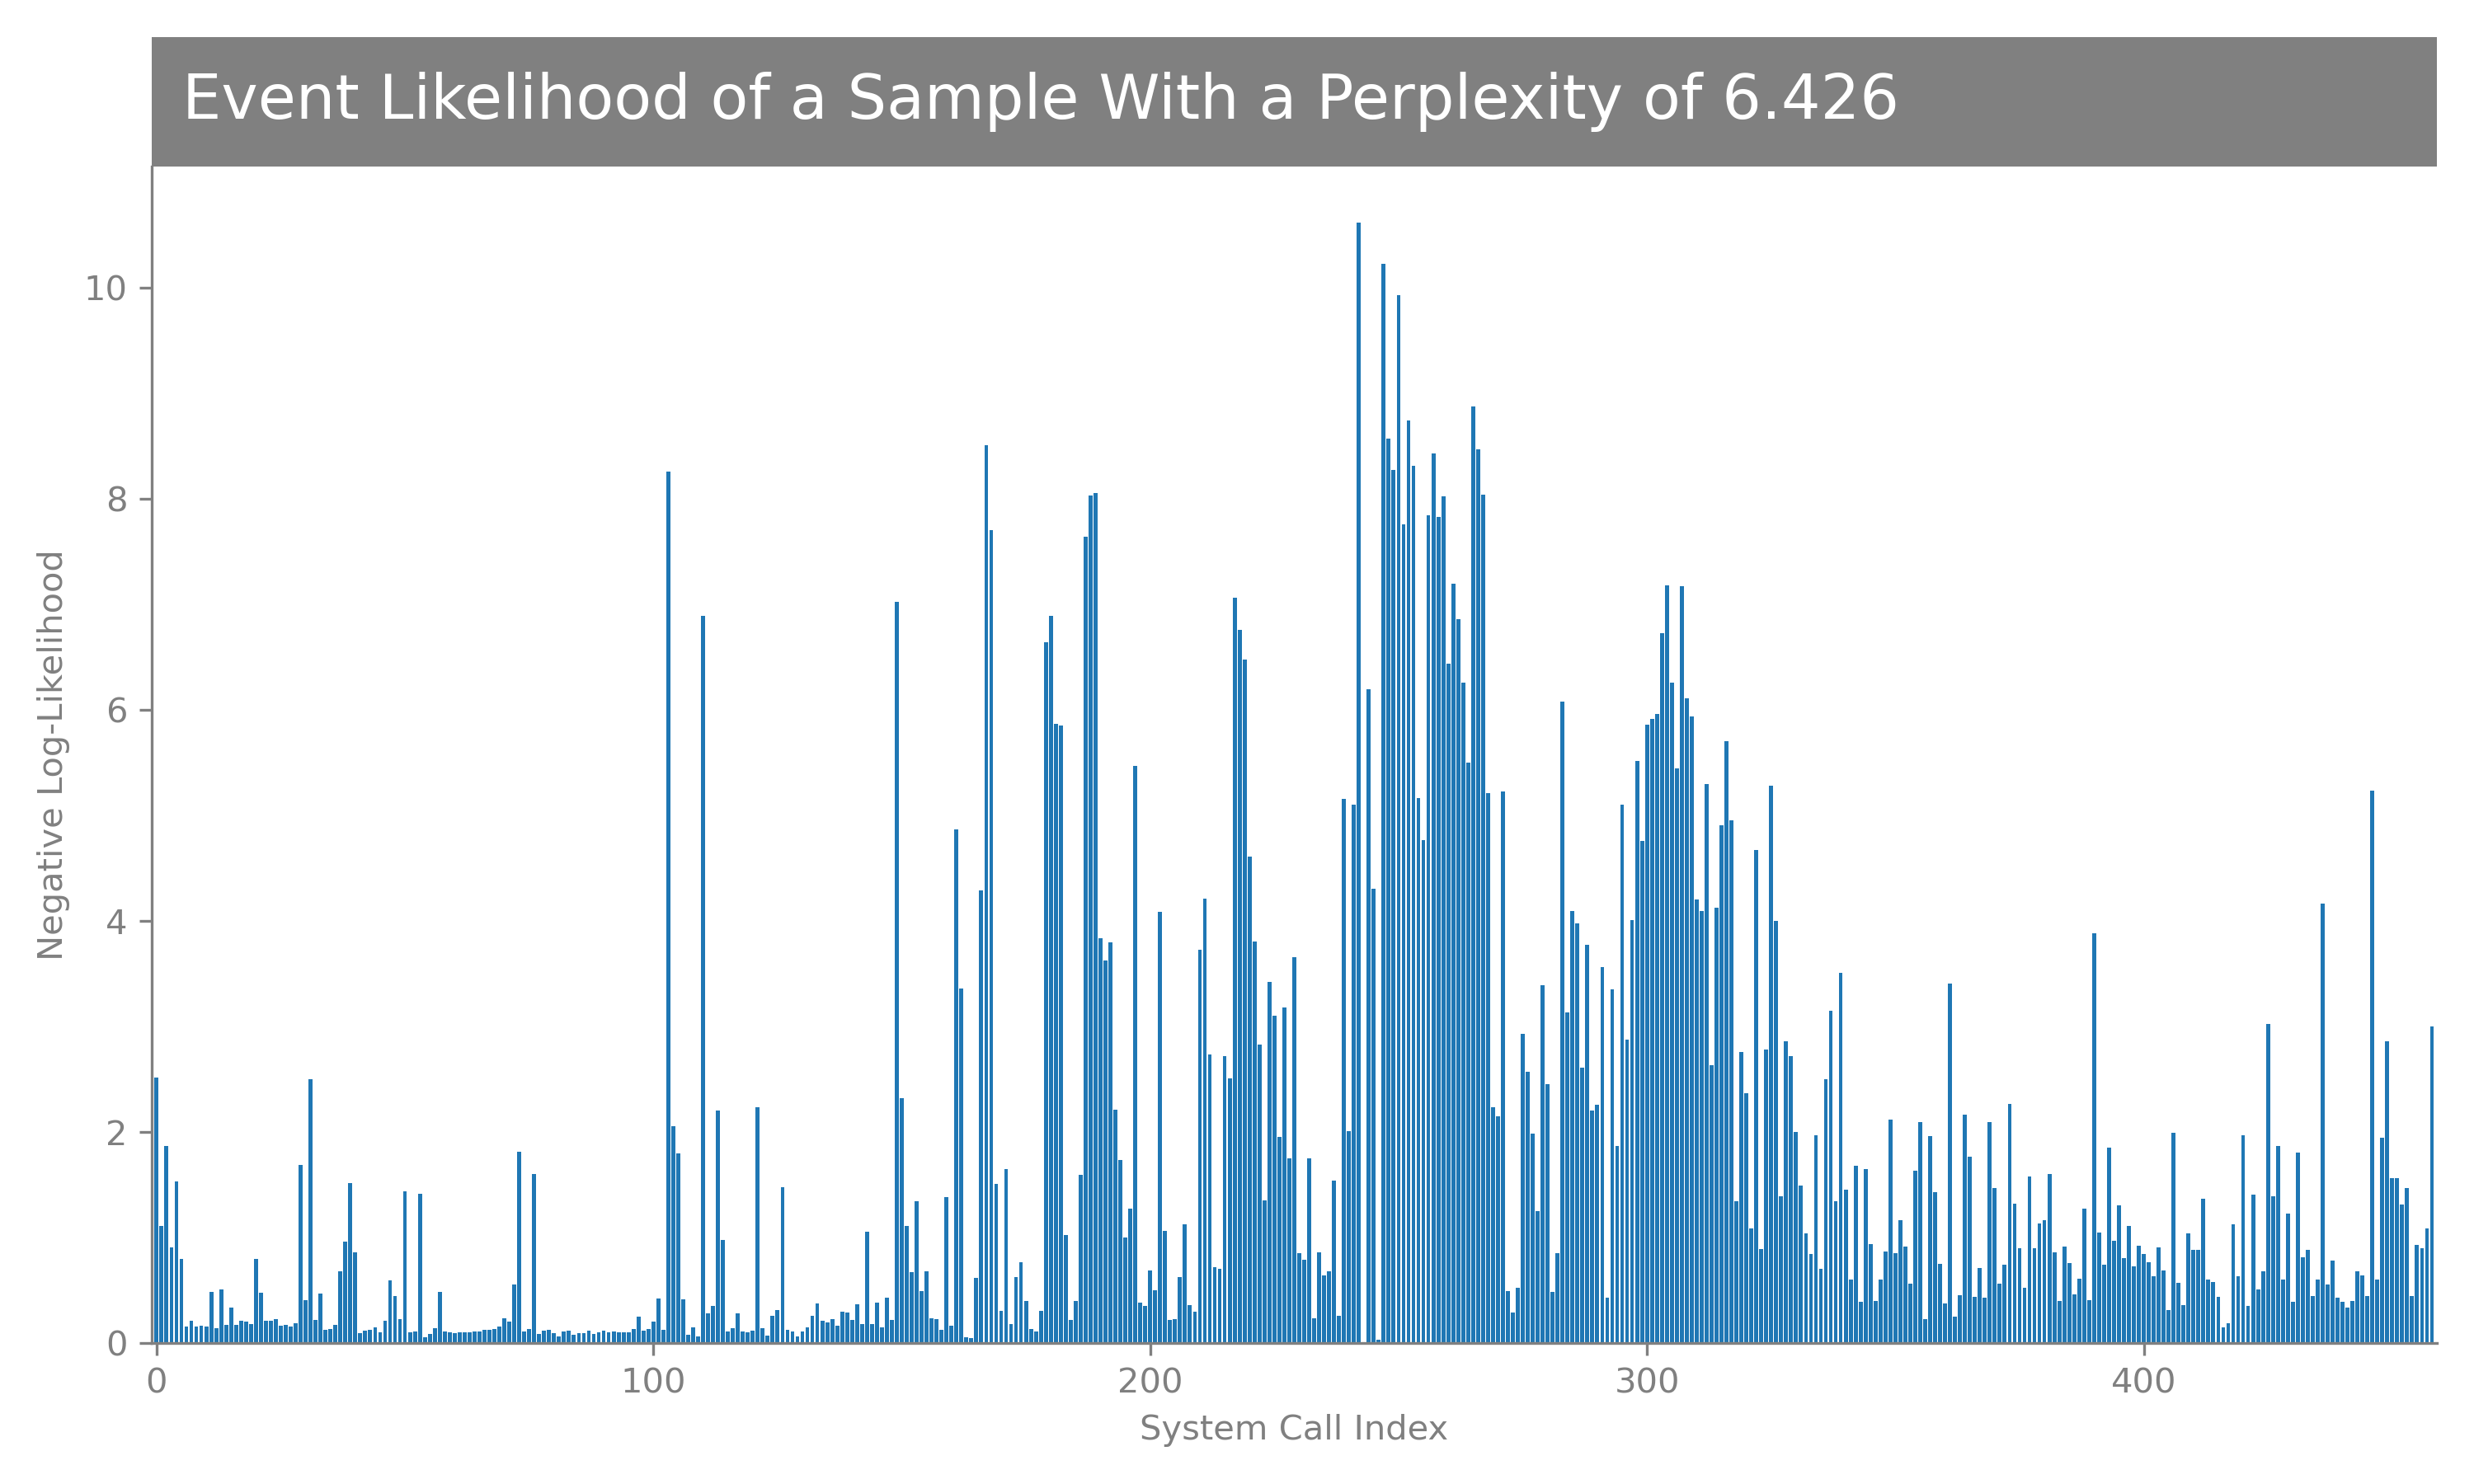 Event Likelihood of a Sample With a Perplexity of 6.426
10
8
6
4
2
0
Negative Log-Likelihood
0 100 200 300 400
System Call Index